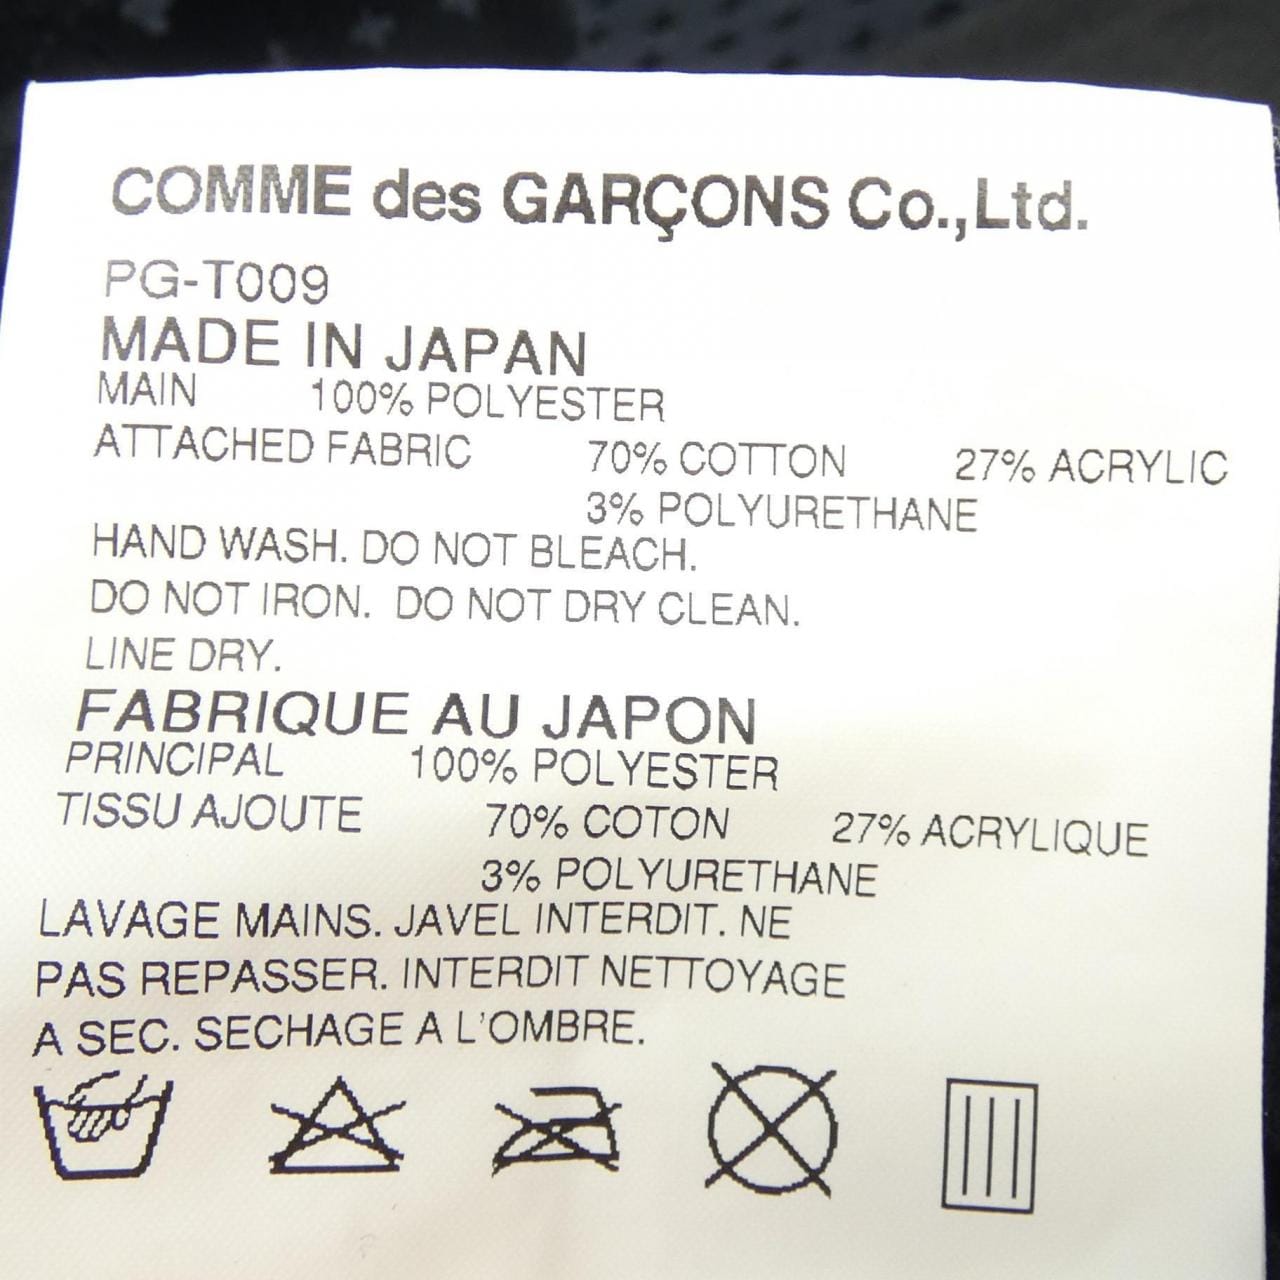 COMME des GARÇONS Co.,Ltd.
PG-T009
MADE IN JAPAN
MAIN 100% POLYESTER
ATTACHED FABRIC 70% COTTON 27% ACRYLIC
3% POLYURETHANE
HAND WASH. DO NOT BLEACH.
DO NOT IRON. DO NOT DRY CLEAN.
LINE DRY.
FABRIQUE AU JAPON
PRINCIPAL 100% POLYESTER
TISSU AJOUTE 70% COTON 27% ACRYLIQUE
3% POLYURETHANE
LAVAGE MAINS. JAVEL INTERDIT. NE
PAS REPASSER. INTERDIT NETTOYAGE
A SEC. SECHAGE A L'OMBRE.